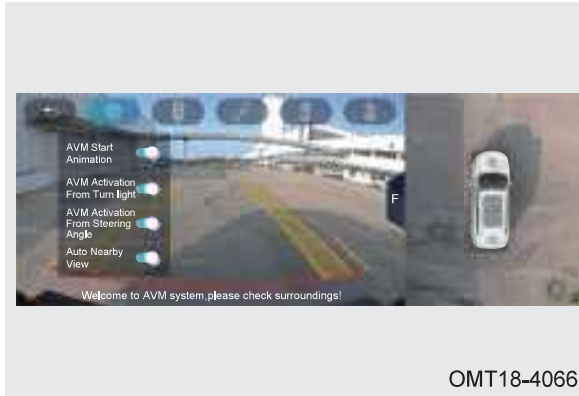 AVM Start
Animation
AVM Activation
From Turn light
AVM Activation
From Steering
Angle
Auto Nearby
View
F
Welcome to AVM system,please check surroundings!
OMT18-4066